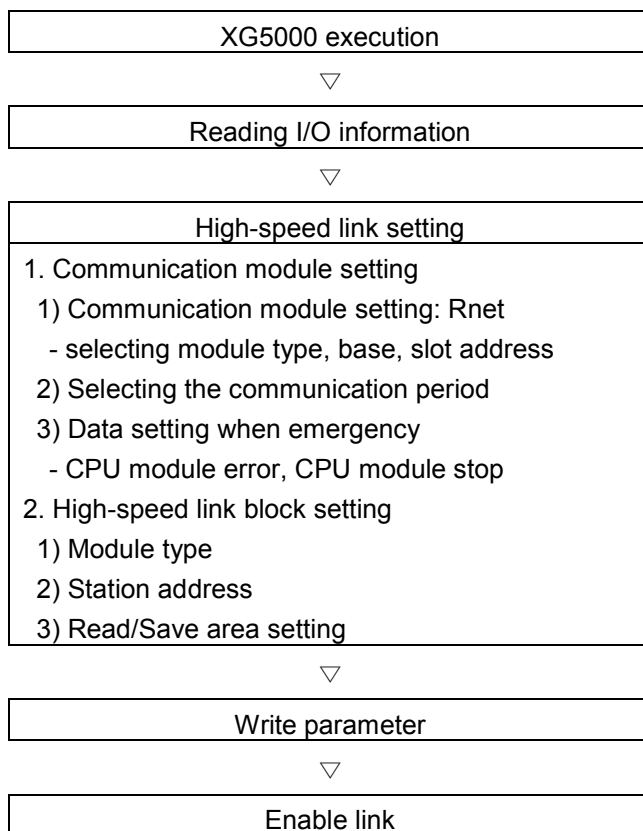 XG5000 execution
▽
Reading I/O information
▽
High-speed link setting
1. Communication module setting
1) Communication module setting: Rnet
- selecting module type, base, slot address
2) Selecting the communication period
3) Data setting when emergency
- CPU module error, CPU module stop
2. High-speed link block setting
1) Module type
2) Station address
3) Read/Save area setting
▽
Write parameter
▽
Enable link